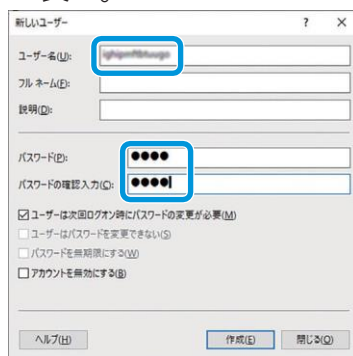 新しいユーザー ? ×
ユーザー名(U):
フル ネーム(F):
説明(D):
パスワード(P): ●●●●
パスワードの確認入力(C): ●●●●
ユーザーは次回ログオン時にパスワードの変更が必要(M)
ユーザーはパスワードを変更できない(S)
パスワードを無期限にする(W)
アカウントを無効にする(B)
ヘルプ(H) 作成(E) 閉じる(O)